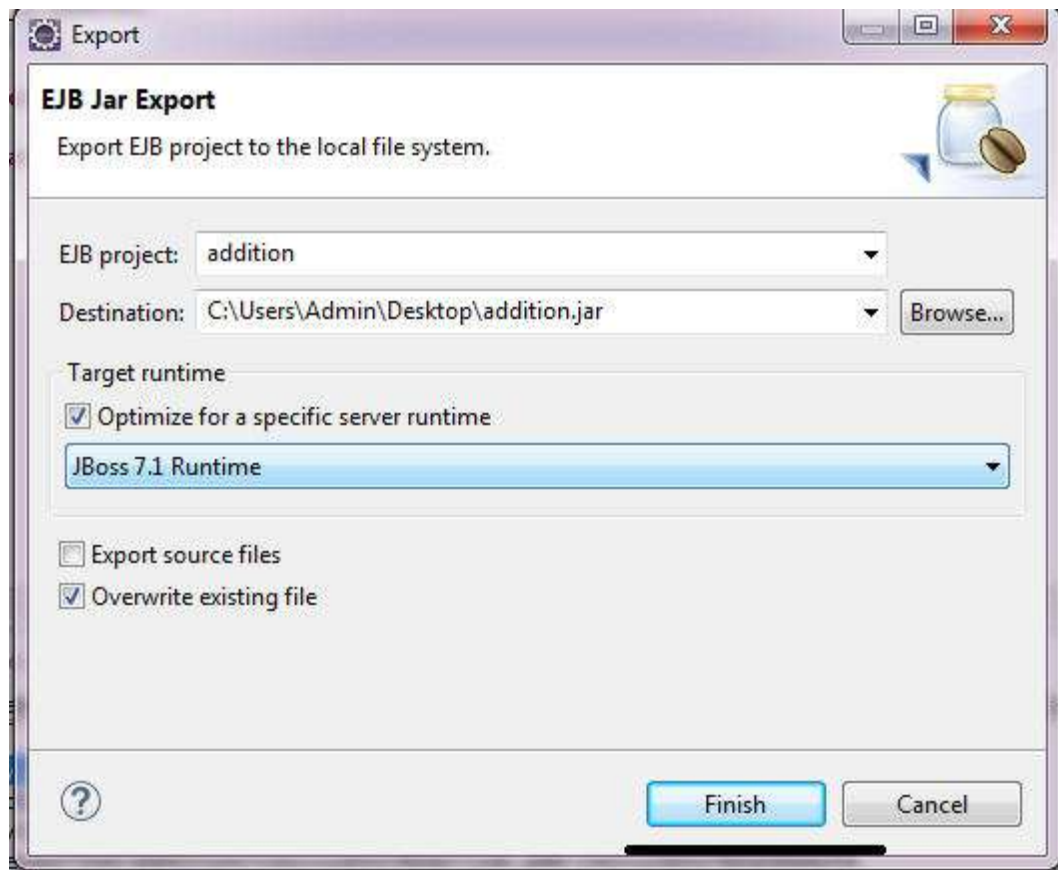 Export
EJB Jar Export
Export EJB project to the local file system.
EJB project: addition
Destination: C:\Users\Admin\Desktop\addition.jar Browse...
Target runtime
Optimize for a specific server runtime
JBoss 7.1 Runtime
Export source files
Overwrite existing file
? Finish Cancel